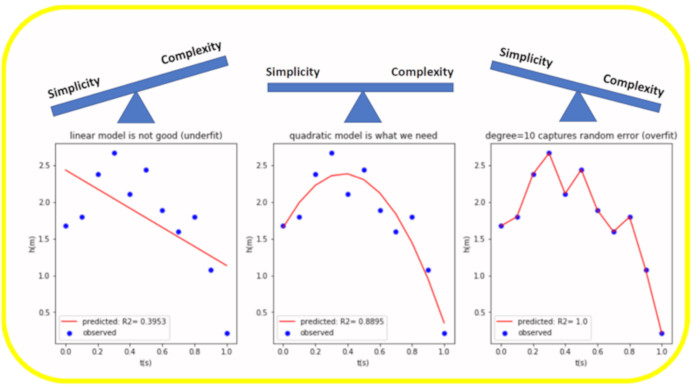 Simplicity
Complexity
Simplicity
Complexity
Simplicity
Complexity
linear model is not good (underfit)
quadratic model is what we need
degree=10 captures random error (overfit)
h(m)
2.5
2.0
1.5
1.0
0.5
predicted: R2= 0.3953
observed
0.0 0.2 0.4 0.6 0.8 1.0
t(s)
h(m)
2.5
2.0
1.5
1.0
0.5
predicted: R2= 0.8895
observed
0.0 0.2 0.4 0.6 0.8 1.0
t(s)
h(m)
2.5
2.0
1.5
1.0
0.5
predicted: R2= 1.0
observed
0.0 0.2 0.4 0.6 0.8 1.0
t(s)